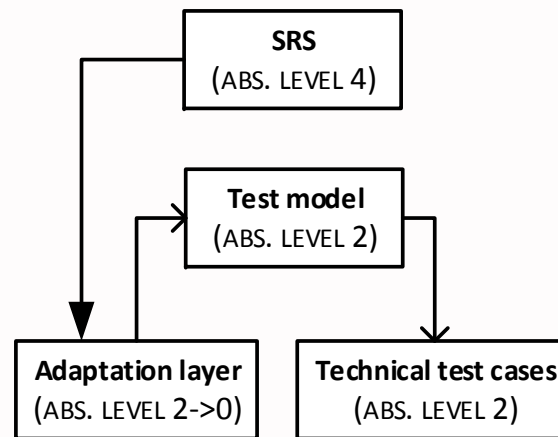 SRS
(ABS. LEVEL 4)
Test model
(ABS. LEVEL 2)
Adaptation layer
(ABS. LEVEL 2->0)
Technical test cases
(ABS. LEVEL 2)